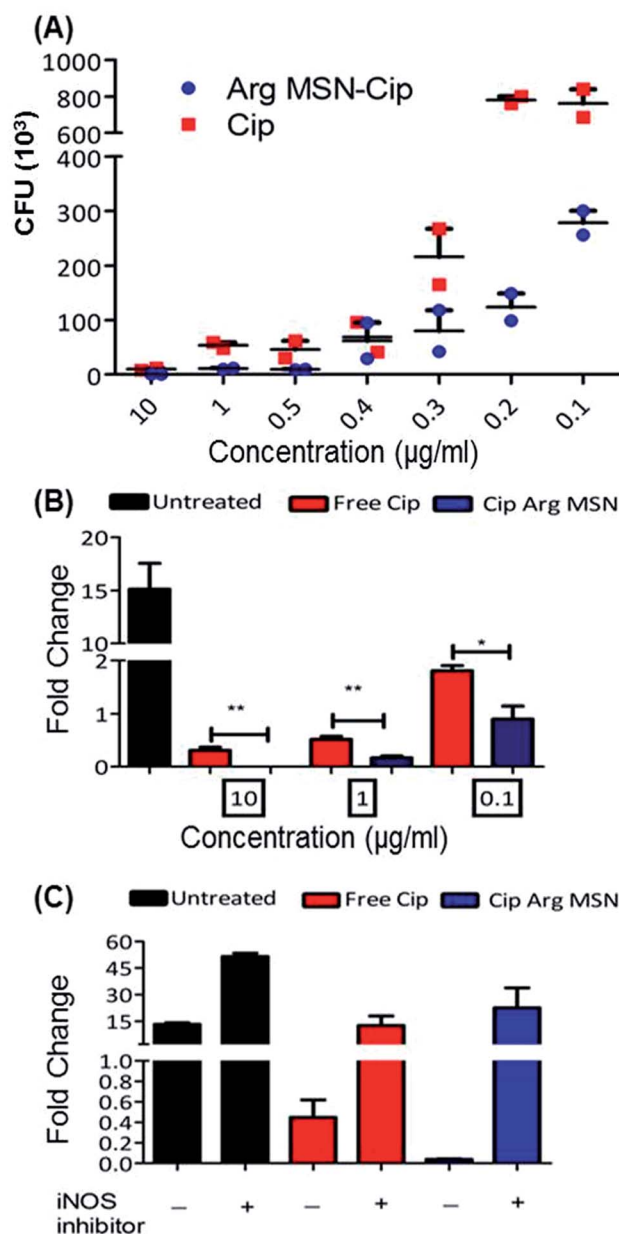 (A)
1000
800
600
400
300
200
100
0
CFU (10³)
Arg MSN-Cip
Cip
10
1
0.5
0.4
0.3
0.2
0.1
Concentration (µg/ml)
(B)
Untreated
Free Cip
Cip Arg MSN
20
15
10
2
1
0
Fold Change
**
**
*
10
1
0.1
Concentration (µg/ml)
(C)
Untreated
Free Cip
Cip Arg MSN
60
45
30
15
1.0
0.8
0.6
0.4
0.2
0.0
Fold Change
iNOS
inhibitor
– + – + – +